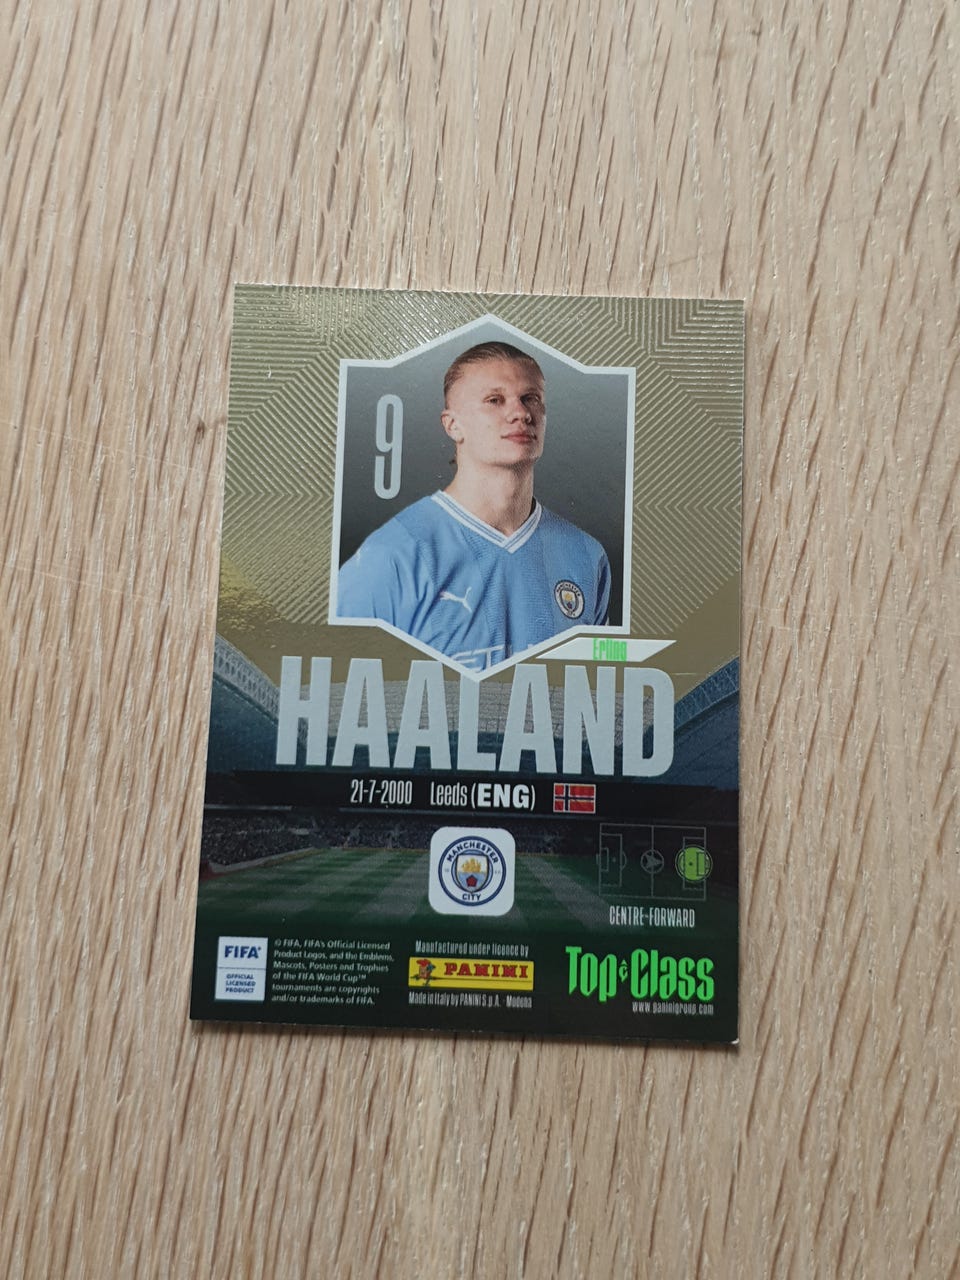 9
MANCHESTER
CITY
Erling
HAALAND
21-7-2000 Leeds (ENG)
MANCHESTER
CITY
CENTRE-FORWARD
FIFA®
OFFICIAL
LICENSED
PRODUCT
© FIFA, FIFA's Official Licensed
Product Logos, and the Emblems,
Mascots, Posters and Trophies
of the FIFA World Cup™
tournaments are copyrights
and/or trademarks of FIFA.
Manufactured under licence by
PANINI
Made in Italy by PANINI S.p.A. - Modena
Top Class
www.paninigroup.com